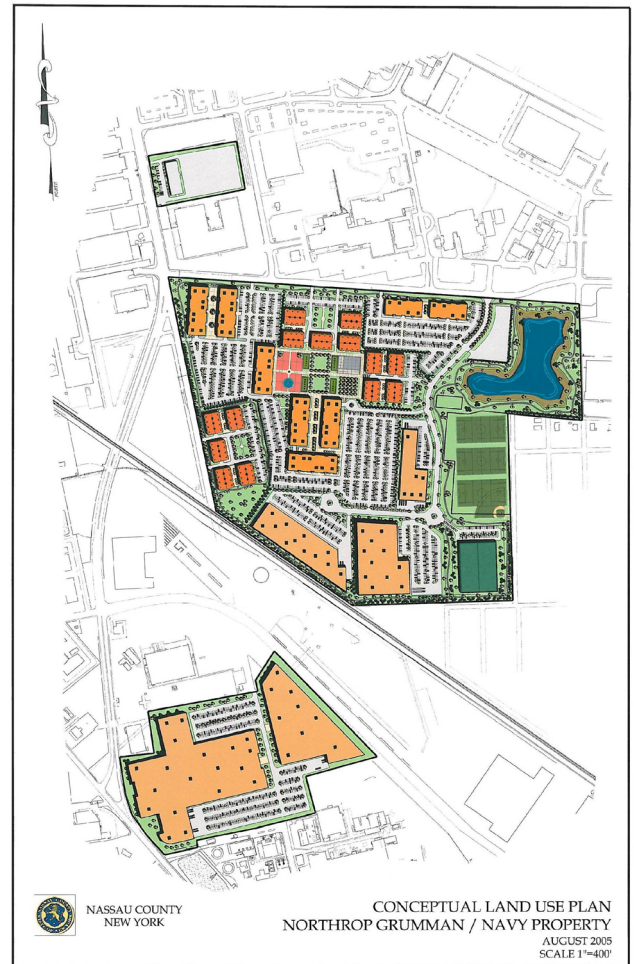 NASSAU COUNTY
NEW YORK
CONCEPTUAL LAND USE PLAN
NORTHROP GRUMMAN / NAVY PROPERTY
AUGUST 2005
SCALE 1"=400'